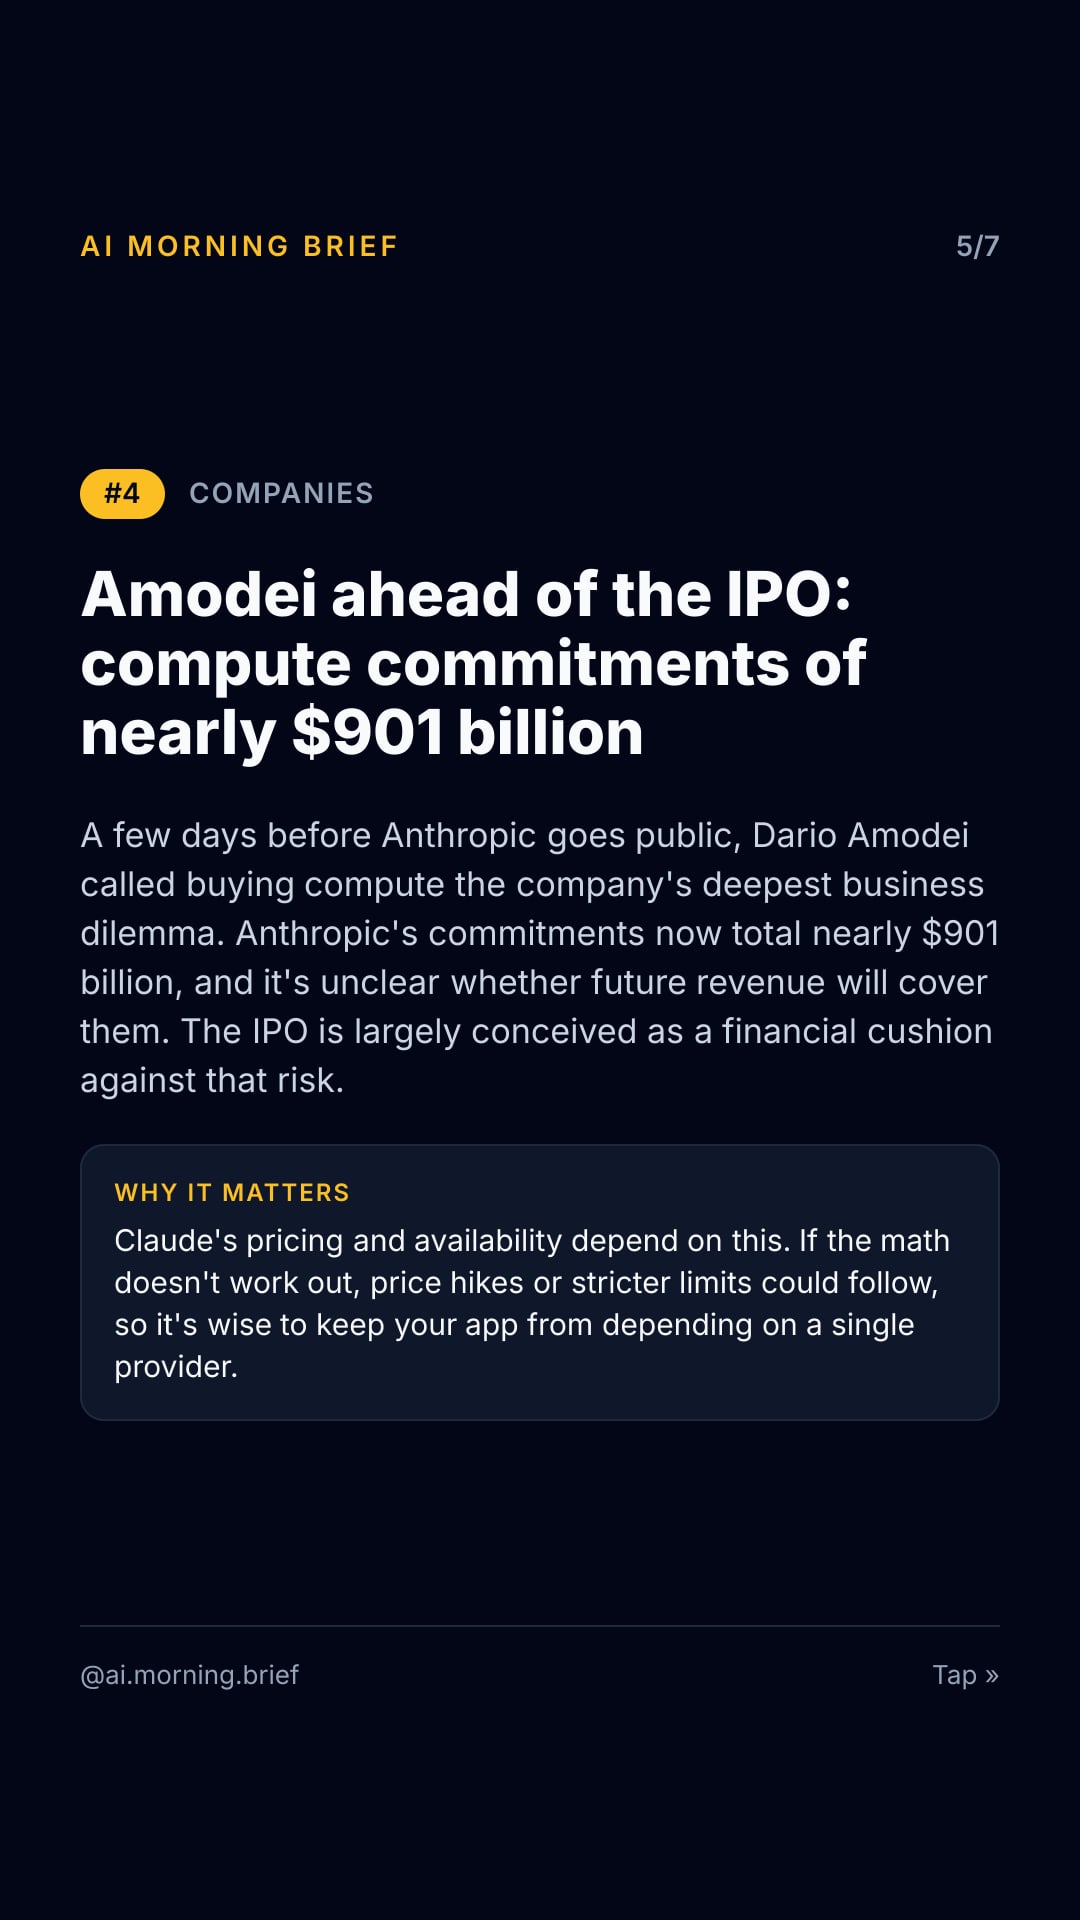 AI MORNING BRIEF
5/7
#4
COMPANIES
Amodei ahead of the IPO:
compute commitments of
nearly $901 billion
A few days before Anthropic goes public, Dario Amodei
called buying compute the company's deepest business
dilemma. Anthropic's commitments now total nearly $901
billion, and it's unclear whether future revenue will cover
them. The IPO is largely conceived as a financial cushion
against that risk.
WHY IT MATTERS
Claude's pricing and availability depend on this. If the math
doesn't work out, price hikes or stricter limits could follow,
so it's wise to keep your app from depending on a single
provider.
@ai.morning.brief
Tap »